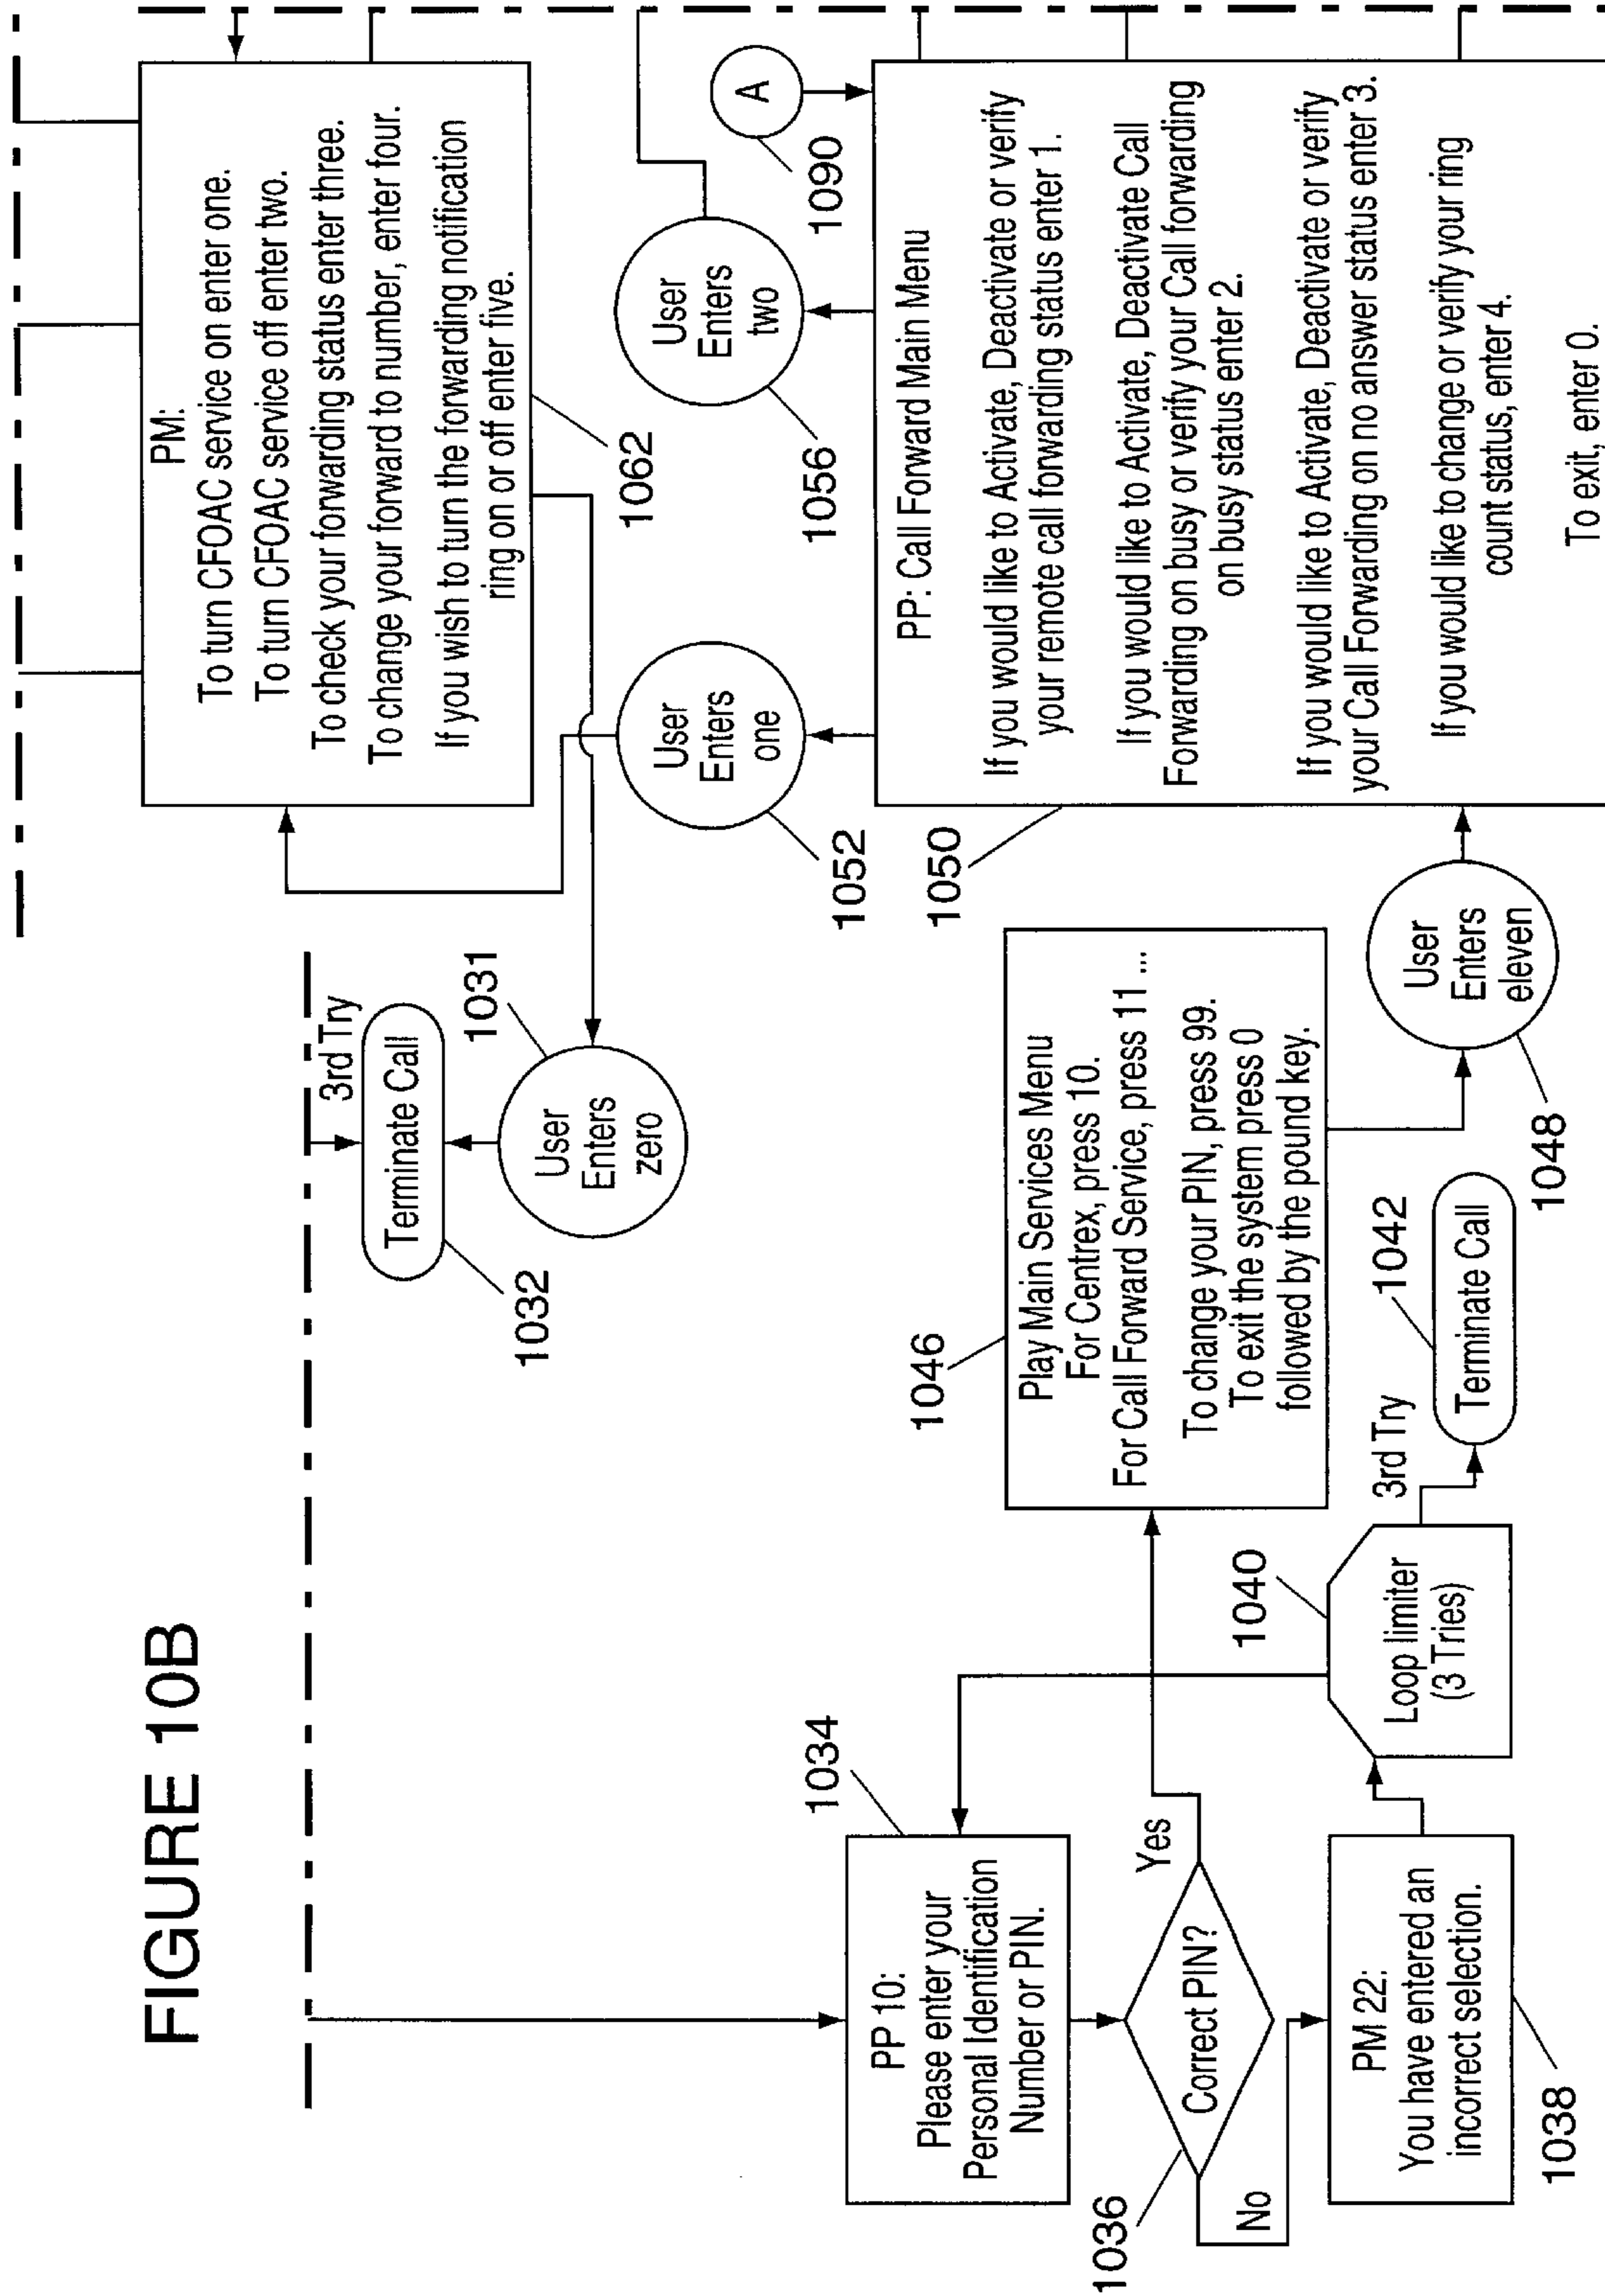 FIGURE 10B
PP 10:
Please enter your
Personal Identification
Number or PIN.
1034
Correct PIN?
1036
Yes
No
PM 22:
You have entered an
incorrect selection.
1038
Loop limiter
(3 Tries)
1040
3rd Try
Terminate Call
1042
1046
Play Main Services Menu
For Centrex, press 10.
For Call Forward Service, press 11 ...
To change your PIN, press 99.
To exit the system press 0
followed by the pound key.
User
Enters
eleven
1048
3rd Try
Terminate Call
1032
User
Enters
zero
1031
PM:
To turn CFOAC service on enter one.
To turn CFOAC service off enter two.
To check your forwarding status enter three.
To change your forward to number, enter four.
If you wish to turn the forwarding notification
ring on or off enter five.
1062
User
Enters
one
1052
User
Enters
two
1056
A
1090
1050
PP: Call Forward Main Menu
If you would like to Activate, Deactivate or verify
your remote call forwarding status enter 1.
If you would like to Activate, Deactivate Call
Forwarding on busy or verify your Call forwarding
on busy status enter 2.
If you would like to Activate, Deactivate or verify
your Call Forwarding on no answer status enter 3.
If you would like to change or verify your ring
count status, enter 4.
To exit, enter 0.